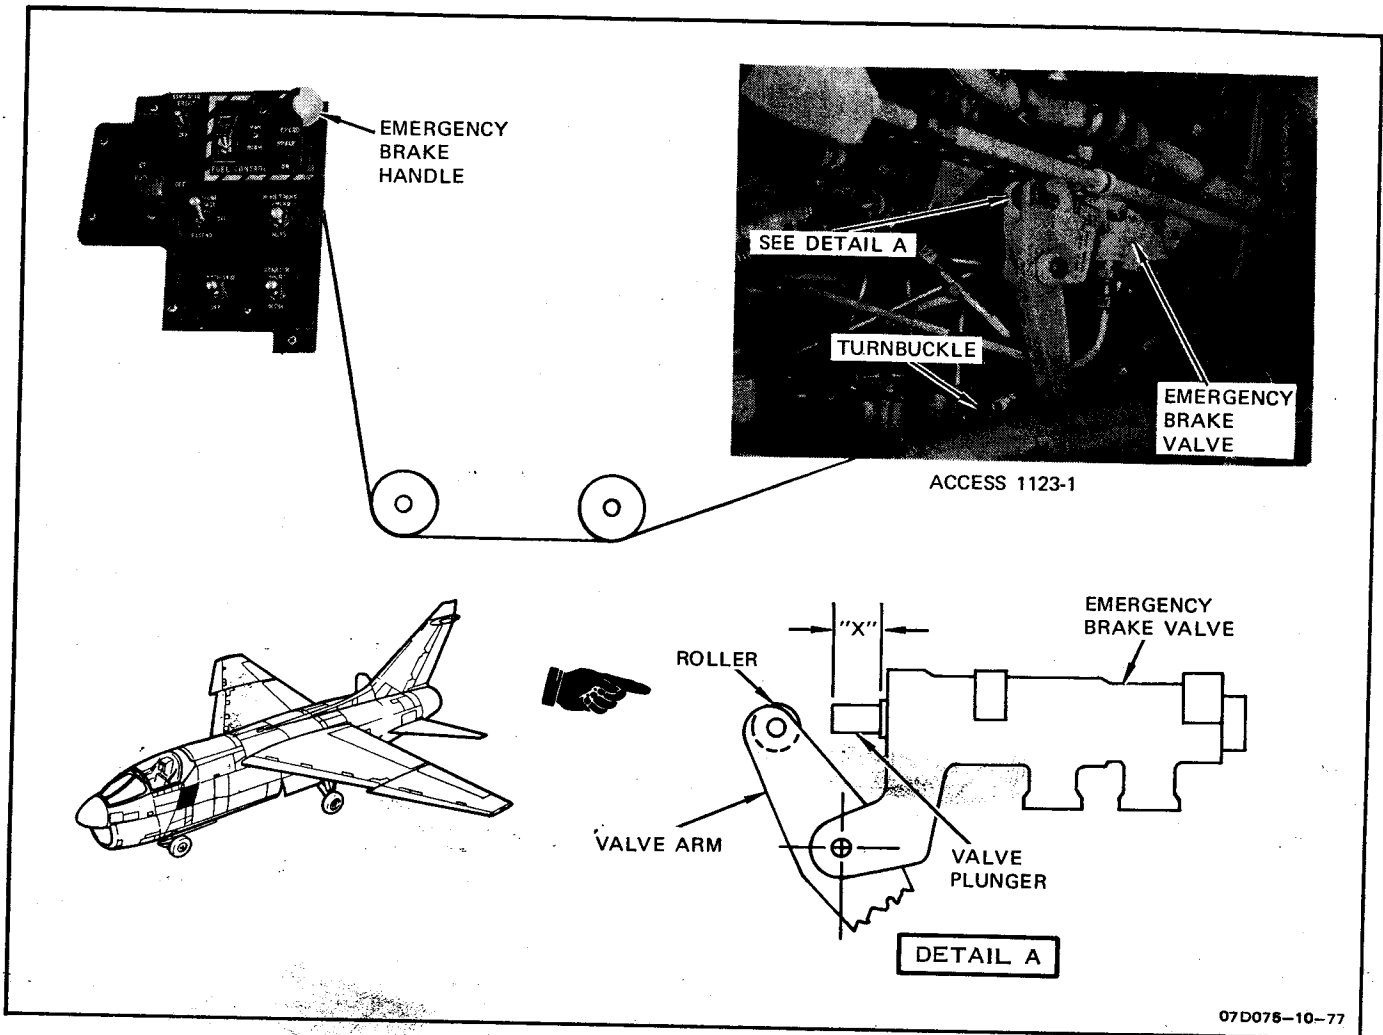 EMERGENCY
BRAKE
HANDLE
FUEL CONTROL
SEE DETAIL A
TURNBUCKLE
EMERGENCY
BRAKE
VALVE
ACCESS 1123-1
"X"
EMERGENCY
BRAKE VALVE
ROLLER
VALVE ARM
VALVE
PLUNGER
DETAIL A
07D075-10-77